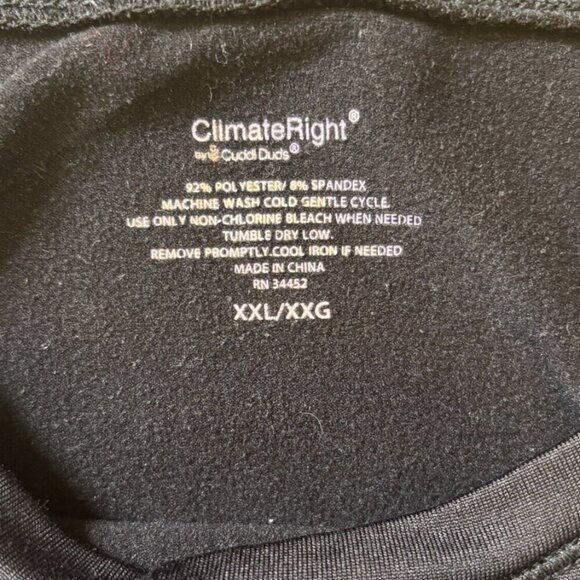 ClimateRight®
BY Cuddl Duds®
92% POLYESTER/ 8% SPANDEX
MACHINE WASH COLD GENTLE CYCLE.
USE ONLY NON-CHLORINE BLEACH WHEN NEEDED
TUMBLE DRY LOW.
REMOVE PROMPTLY.COOL IRON IF NEEDED
MADE IN CHINA
RN 34452
XXL/XXG